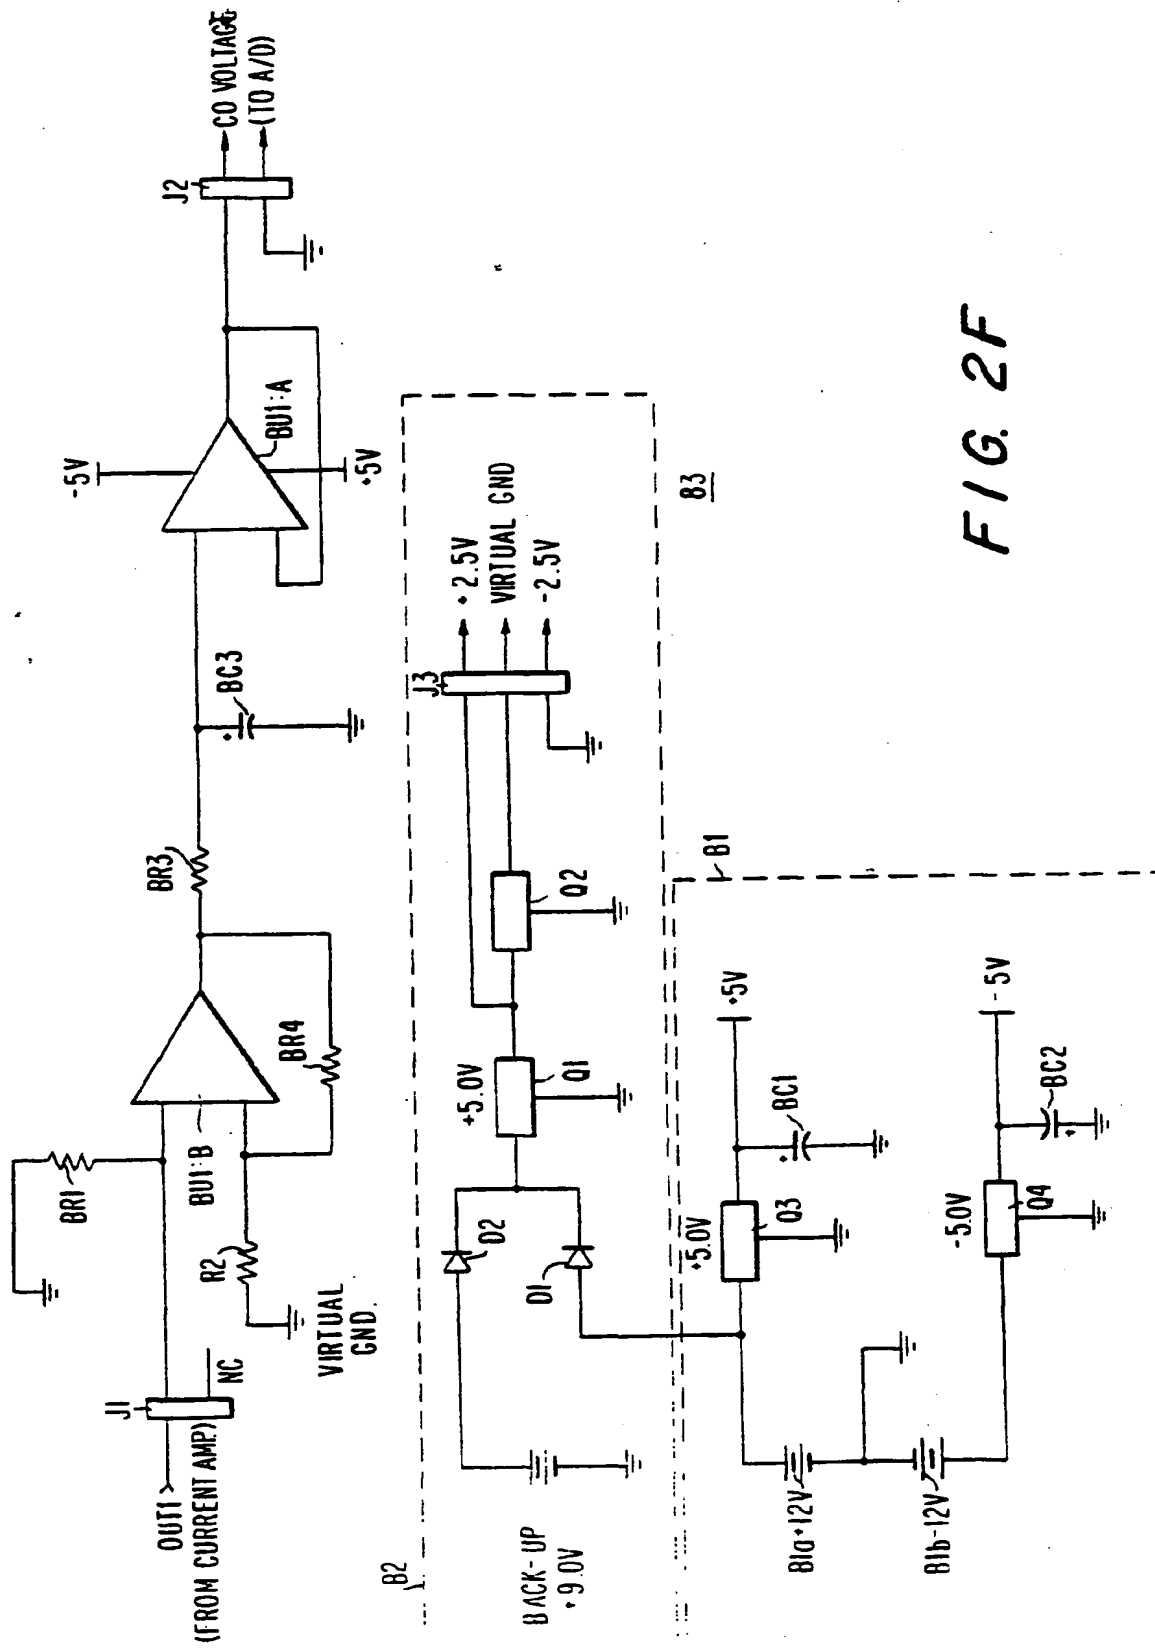 OUT1
(FROM CURRENT AMP.)
J1
NC
BR1
R2
VIRTUAL
GND.
BU1:B
BR4
BR3
+
BC3
-5V
BU1:A
+5V
J2
CO VOLTAGE
(TO A/D)
B2
BACK-UP
+9.0V
D2
D1
+5.0V
Q1
Q2
J3
+2.5V
VIRTUAL GND
-2.5V
B3
B1
B1a+12V
B1b-12V
+5.0V
Q3
+
BC1
+5V
-5.0V
Q4
+
BC2
-5V
FIG. 2F